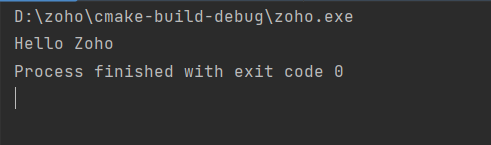 D:\zoho\cmake-build-debug\zoho.exe
Hello Zoho
Process finished with exit code 0